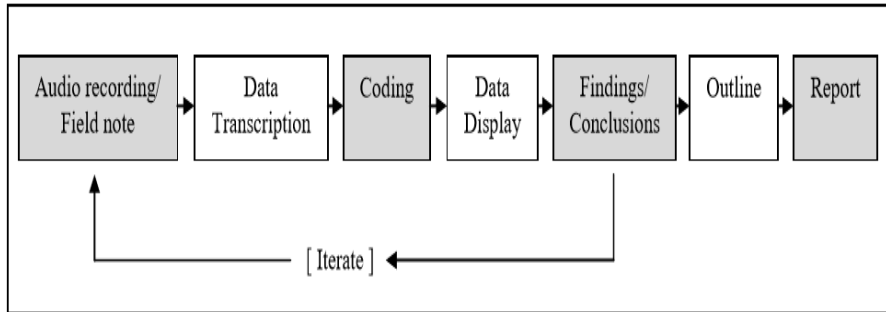 Audio recording/
Field note
Data
Transcription
Coding
Data
Display
Findings/
Conclusions
Outline
Report
[ Iterate ]